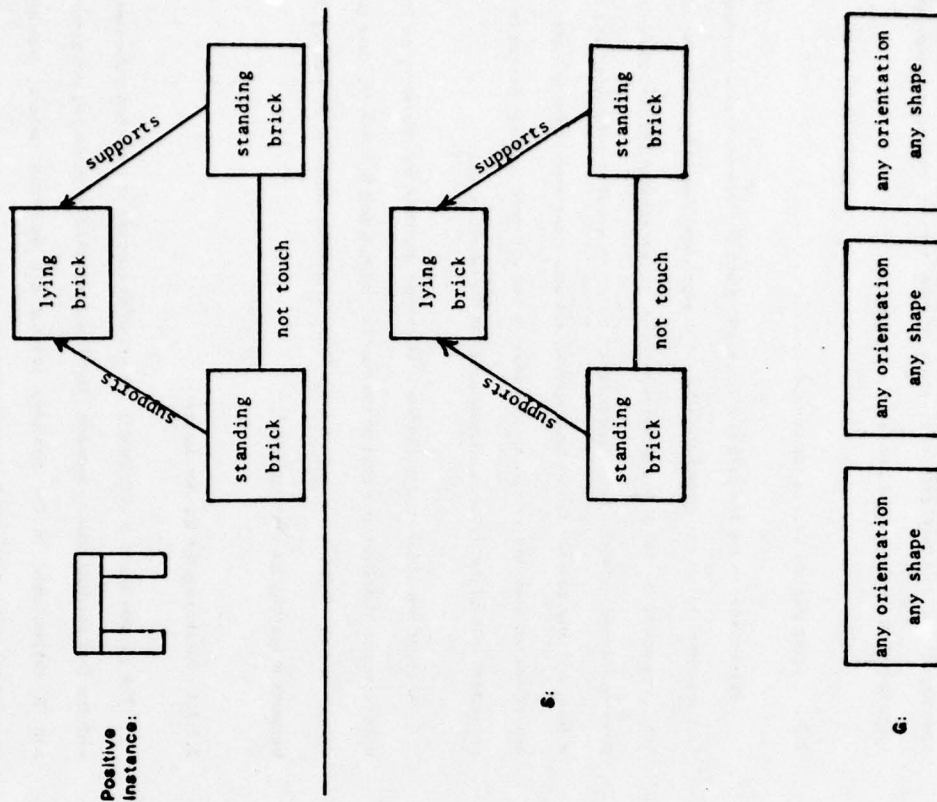 Positive
Instance:
lying
brick
supports
supports
standing
brick
not touch
standing
brick
S:
lying
brick
supports
supports
standing
brick
not touch
standing
brick
G:
any orientation
any shape
any orientation
any shape
any orientation
any shape